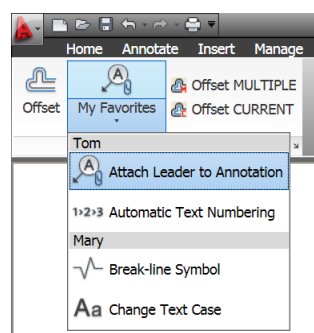 Home Annotate Insert Manage
Offset
My Favorites
Offset MULTIPLE
Offset CURRENT
Tom
A Attach Leader to Annotation
1›2›3 Automatic Text Numbering
Mary
Break-line Symbol
Aa Change Text Case